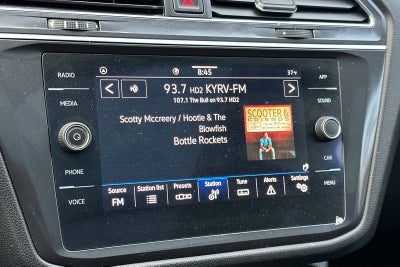 RADIO
MEDIA
PHONE
VOICE
8:45
37°F
93.7 HD2 KYRV-FM
107.1 The Bull on 93.7 HD2
Scotty Mccreery / Hootie & The
Blowfish
Bottle Rockets
SCOOTER &
FRIENDS
Source
FM
Station list
Presets
Station
Tune
Alerts
Settings
APP
SOUND
CAR
MENU